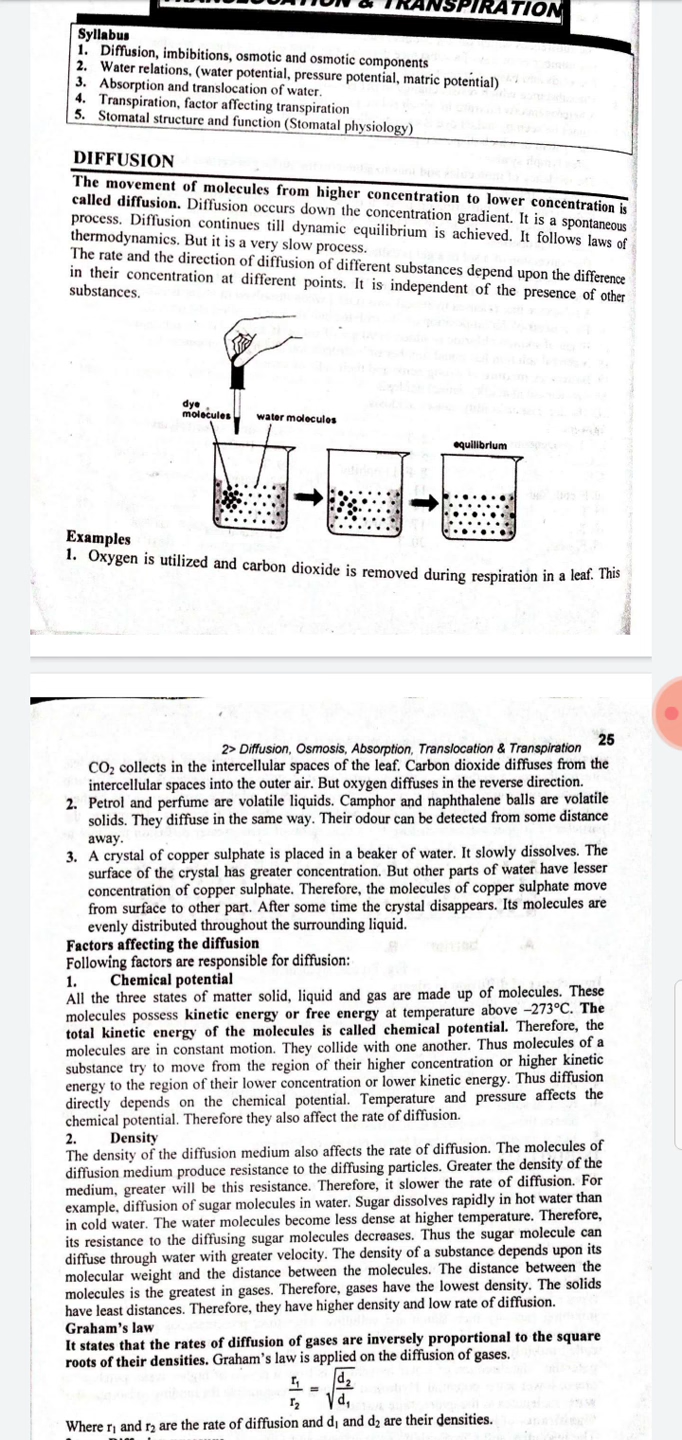 & TRANSPIRATION
Syllabus
1. Diffusion, imbibitions, osmotic and osmotic components
2. Water relations, (water potential, pressure potential, matric potential)
3. Absorption and translocation of water.
4. Transpiration, factor affecting transpiration
5. Stomatal structure and function (Stomatal physiology)
DIFFUSION
The movement of molecules from higher concentration to lower concentration is
called diffusion. Diffusion occurs down the concentration gradient. It is a spontaneous
process. Diffusion continues till dynamic equilibrium is achieved. It follows laws of
thermodynamics. But it is a very slow process.
The rate and the direction of diffusion of different substances depend upon the difference
in their concentration at different points. It is independent of the presence of other
substances.
dye
molecules
water molecules
equilibrium
Examples
1. Oxygen is utilized and carbon dioxide is removed during respiration in a leaf. This
2> Diffusion, Osmosis, Absorption, Translocation & Transpiration 25
CO₂ collects in the intercellular spaces of the leaf. Carbon dioxide diffuses from the
intercellular spaces into the outer air. But oxygen diffuses in the reverse direction.
2. Petrol and perfume are volatile liquids. Camphor and naphthalene balls are volatile
solids. They diffuse in the same way. Their odour can be detected from some distance
away.
3. A crystal of copper sulphate is placed in a beaker of water. It slowly dissolves. The
surface of the crystal has greater concentration. But other parts of water have lesser
concentration of copper sulphate. Therefore, the molecules of copper sulphate move
from surface to other part. After some time the crystal disappears. Its molecules are
evenly distributed throughout the surrounding liquid.
Factors affecting the diffusion
Following factors are responsible for diffusion:
1. Chemical potential
All the three states of matter solid, liquid and gas are made up of molecules. These
molecules possess kinetic energy or free energy at temperature above –273°C. The
total kinetic energy of the molecules is called chemical potential. Therefore, the
molecules are in constant motion. They collide with one another. Thus molecules of a
substance try to move from the region of their higher concentration or higher kinetic
energy to the region of their lower concentration or lower kinetic energy. Thus diffusion
directly depends on the chemical potential. Temperature and pressure affects the
chemical potential. Therefore they also affect the rate of diffusion.
2. Density
The density of the diffusion medium also affects the rate of diffusion. The molecules of
diffusion medium produce resistance to the diffusing particles. Greater the density of the
medium, greater will be this resistance. Therefore, it slower the rate of diffusion. For
example, diffusion of sugar molecules in water. Sugar dissolves rapidly in hot water than
in cold water. The water molecules become less dense at higher temperature. Therefore,
its resistance to the diffusing sugar molecules decreases. Thus the sugar molecule can
diffuse through water with greater velocity. The density of a substance depends upon its
molecular weight and the distance between the molecules. The distance between the
molecules is the greatest in gases. Therefore, gases have the lowest density. The solids
have least distances. Therefore, they have higher density and low rate of diffusion.
Graham's law
It states that the rates of diffusion of gases are inversely proportional to the square
roots of their densities. Graham's law is applied on the diffusion of gases.
r₁/r₂ = √(d₂/d₁)
Where r₁ and r₂ are the rate of diffusion and d₁ and d₂ are their densities.